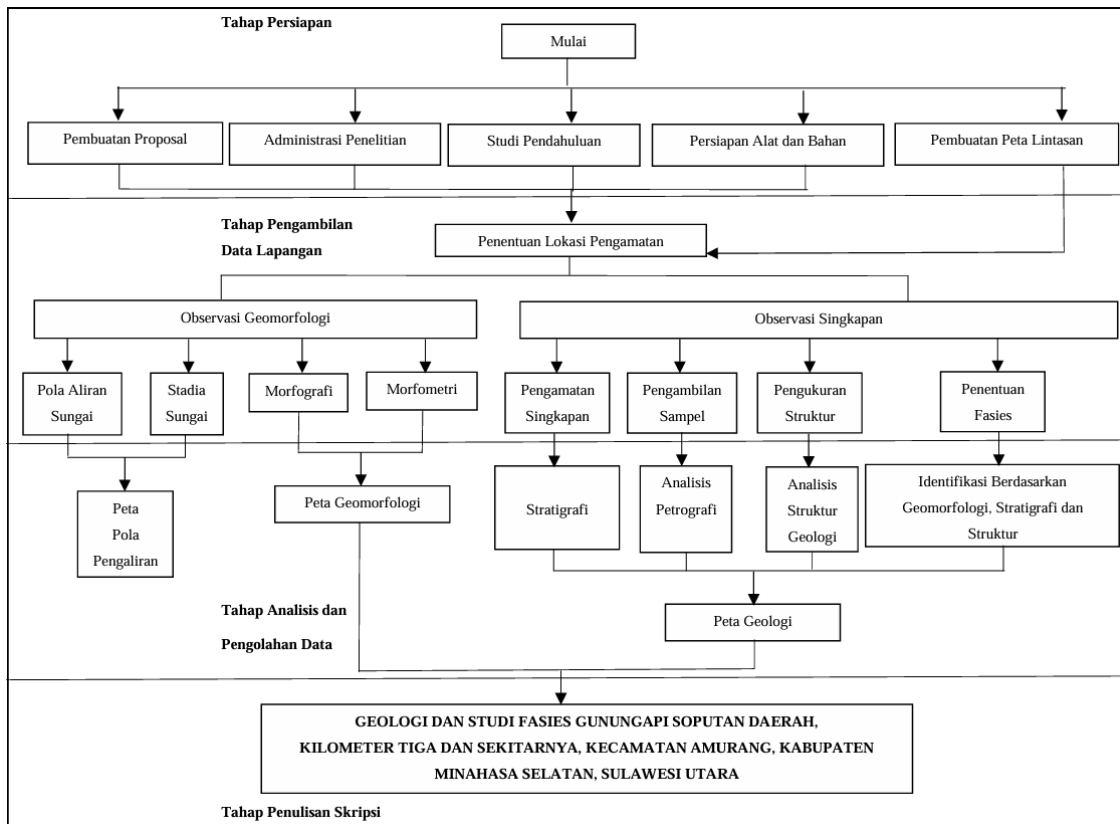 Tahap Persiapan
Mulai
Pembuatan Proposal
Administrasi Penelitian
Studi Pendahuluan
Persiapan Alat dan Bahan
Pembuatan Peta Lintasan
Tahap Pengambilan
Data Lapangan
Penentuan Lokasi Pengamatan
Observasi Geomorfologi
Observasi Singkapan
Pola Aliran
Sungai
Stadia
Sungai
Morfografi
Morfometri
Pengamatan
Singkapan
Pengambilan
Sampel
Pengukuran
Struktur
Penentuan
Fasies
Peta
Pola
Pengaliran
Peta Geomorfologi
Stratigrafi
Analisis
Petrografi
Analisis
Struktur
Geologi
Identifikasi Berdasarkan
Geomorfologi, Stratigrafi dan
Struktur
Tahap Analisis dan
Pengolahan Data
Peta Geologi
GEOLOGI DAN STUDI FASIES GUNUNGAPI SOPUTAN DAERAH,
KILOMETER TIGA DAN SEKITARNYA, KECAMATAN AMURANG, KABUPATEN
MINAHASA SELATAN, SULAWESI UTARA
Tahap Penulisan Skripsi